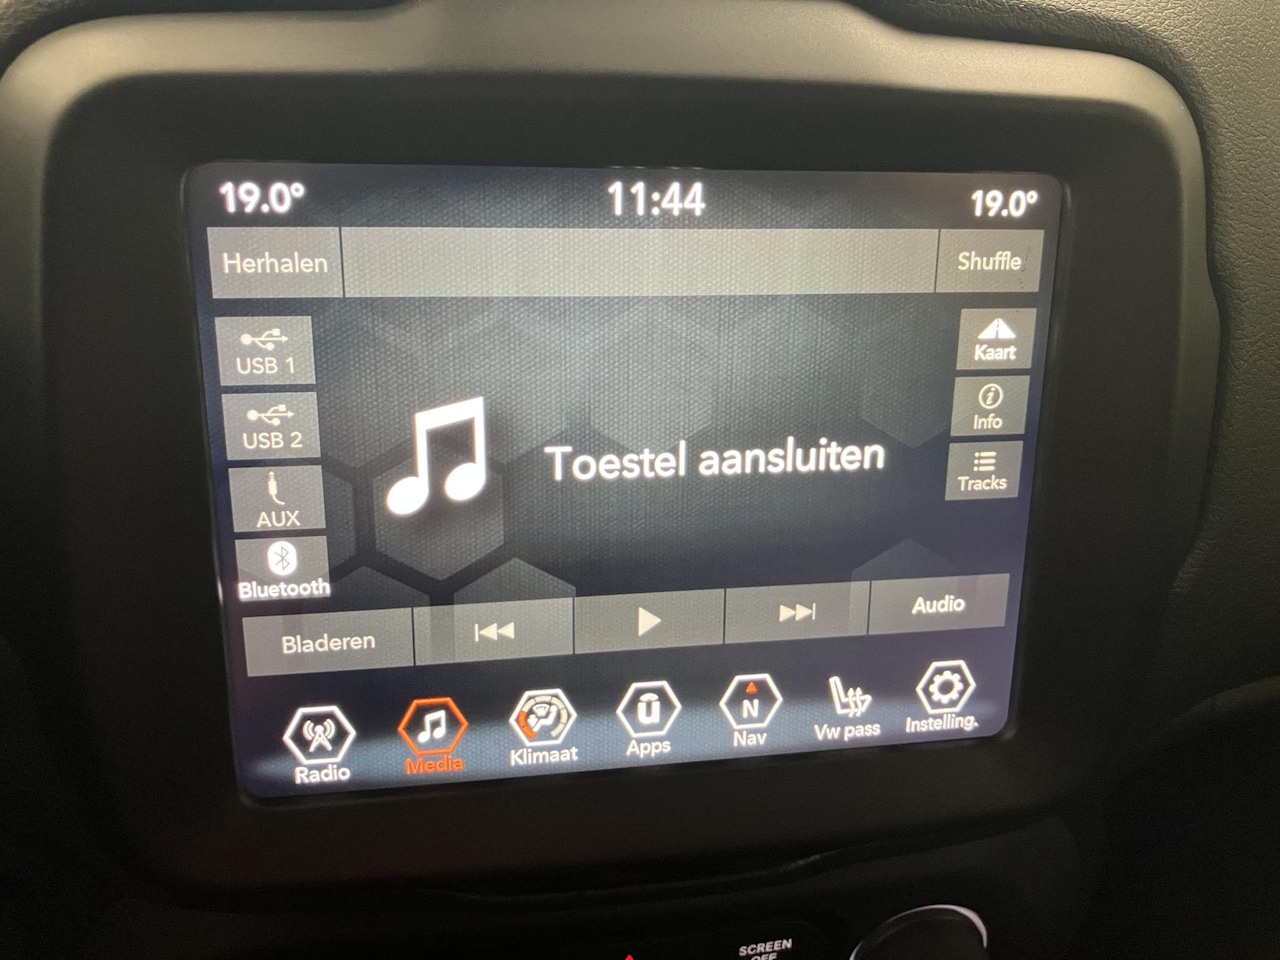 19.0° 11:44 19.0°
Herhalen Shuffle
USB 1
USB 2
AUX
Bluetooth
Toestel aansluiten
Kaart
Info
Tracks
Bladeren Audio
Radio Media Klimaat Apps Nav Vw pass Instelling.
SCREEN
OFF